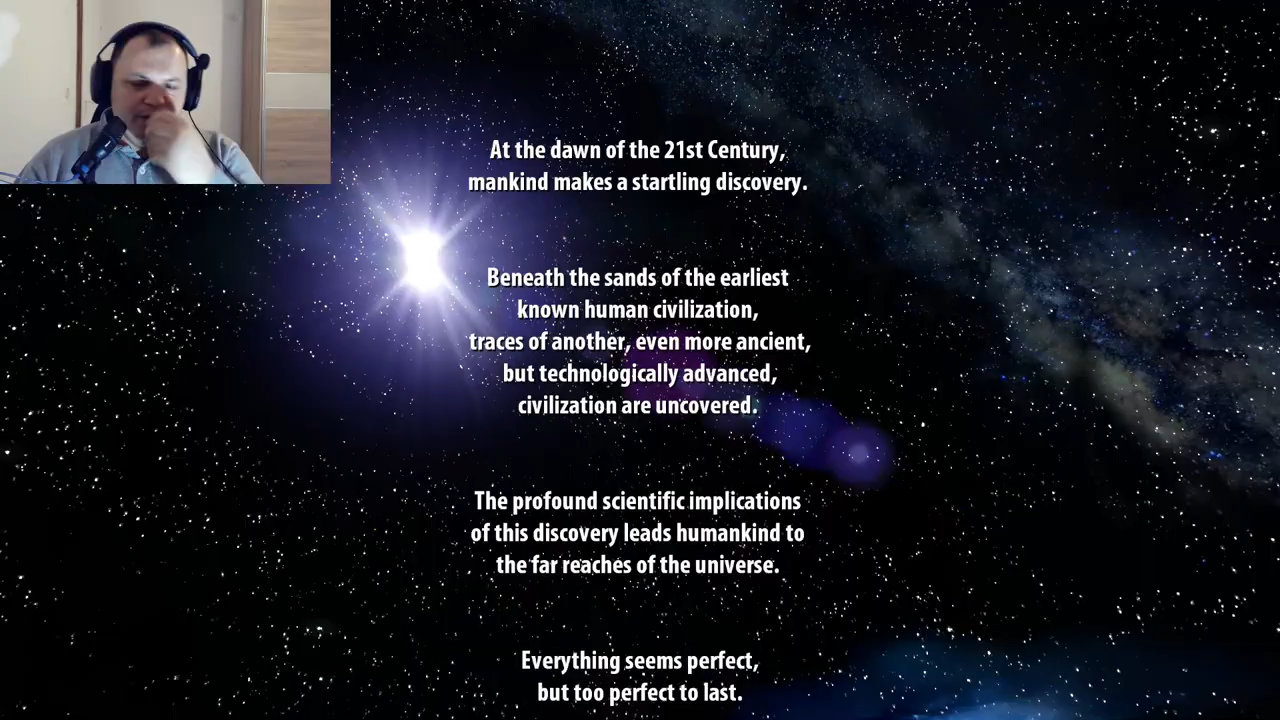 At the dawn of the 21st Century,
mankind makes a startling discovery.
Beneath the sands of the earliest
known human civilization,
traces of another, even more ancient,
but technologically advanced,
civilization are uncovered.
The profound scientific implications
of this discovery leads humankind to
the far reaches of the universe.
Everything seems perfect,
but too perfect to last.